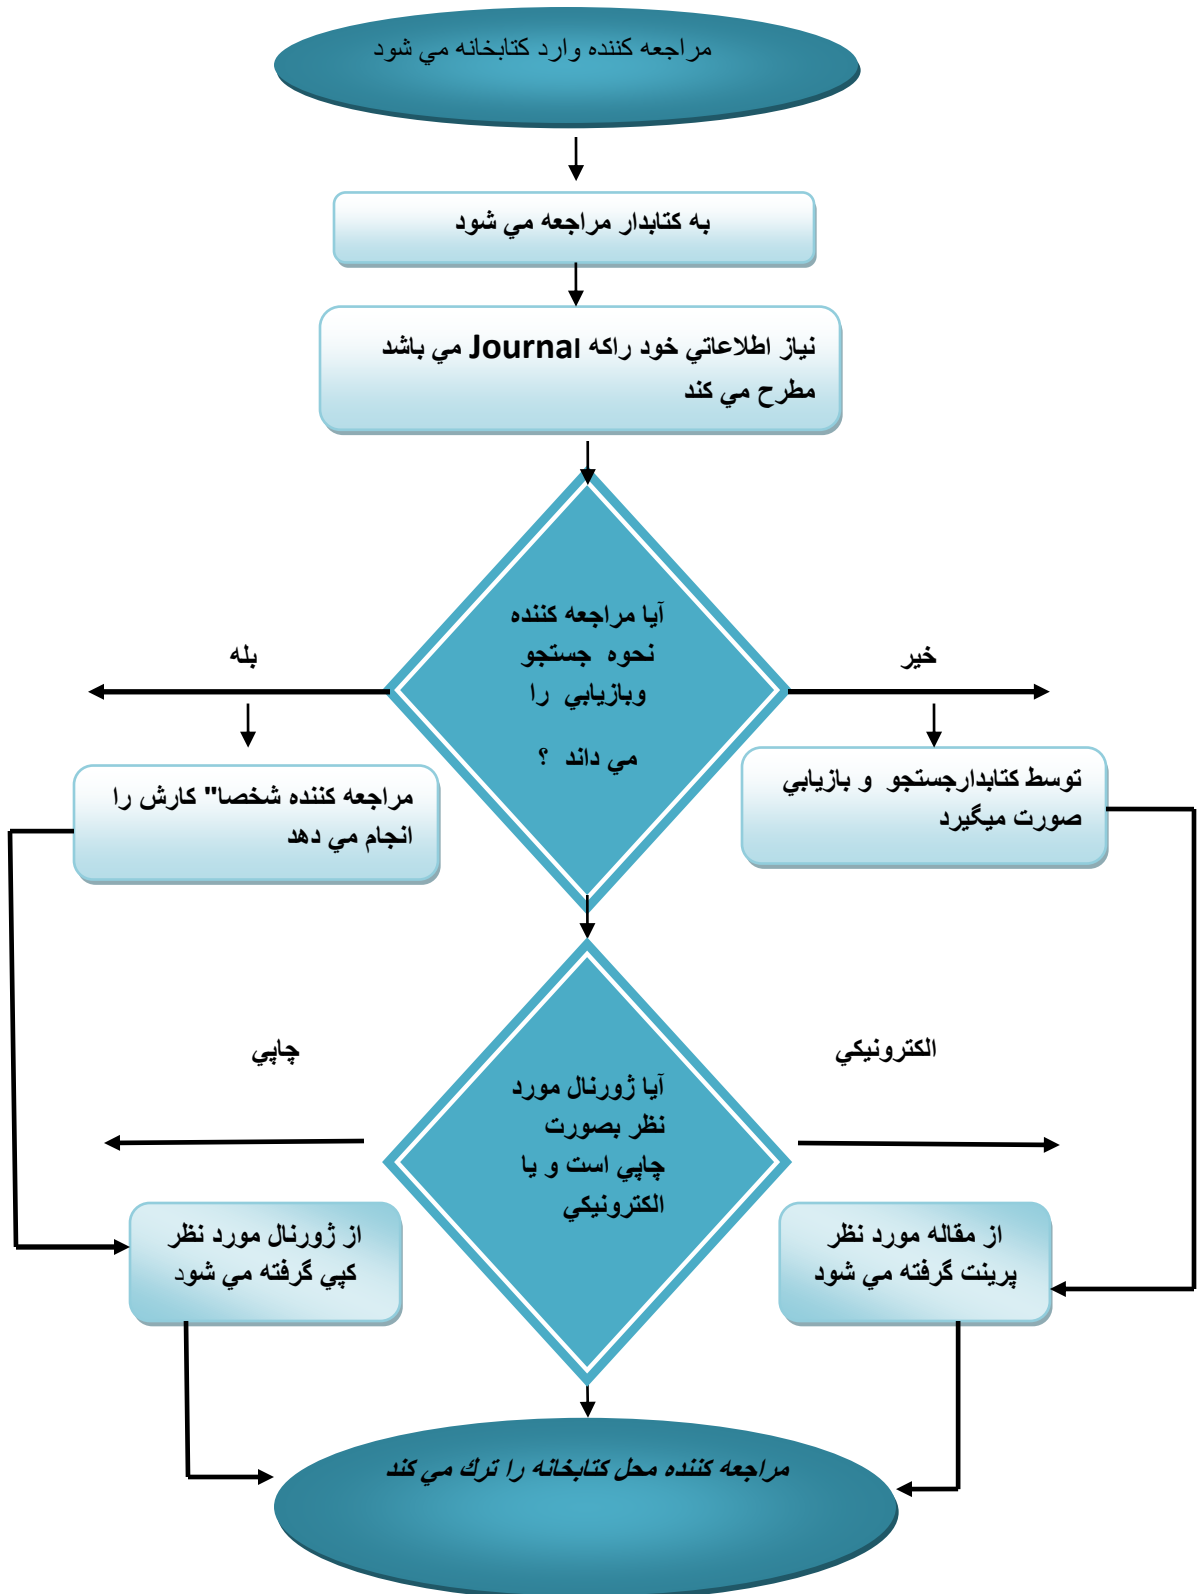 مراجعه كننده وارد كتابخانه مي شود
به كتابدار مراجعه مي شود
نياز اطلاعاتي خود راكه Journal مي باشد
مطرح مي كند
آيا مراجعه كننده
نحوه جستجو
وبازيابي را
مي داند ؟
خير
بله
توسط كتابدارجستجو و بازيابي
صورت ميگيرد
مراجعه كننده شخصا" كارش را
انجام مي دهد
الكترونيكي
چاپي
آيا ژورنال مورد
نظر بصورت
چاپي است و يا
الكترونيكي
از مقاله مورد نظر
پرينت گرفته مي شود
از ژورنال مورد نظر
كپي گرفته مي شود
مراجعه كننده محل كتابخانه را ترك مي كند